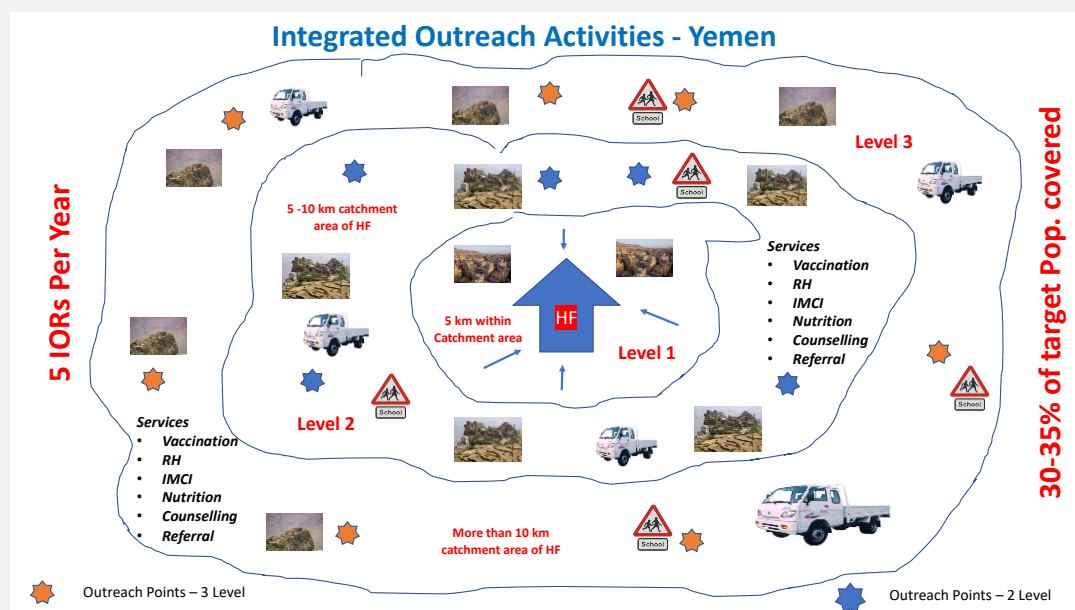 Integrated Outreach Activities - Yemen
School
Level 3
School
5 -10 km catchment
area of HF
Services
• Vaccination
• RH
• IMCI
• Nutrition
• Counselling
• Referral
HF
5 km within
Catchment area
Level 1
5 IORs Per Year
30-35% of target Pop. covered
School
School
Level 2
Services
• Vaccination
• RH
• IMCI
• Nutrition
• Counselling
• Referral
School
More than 10 km
catchment area of HF
Outreach Points – 3 Level
Outreach Points – 2 Level